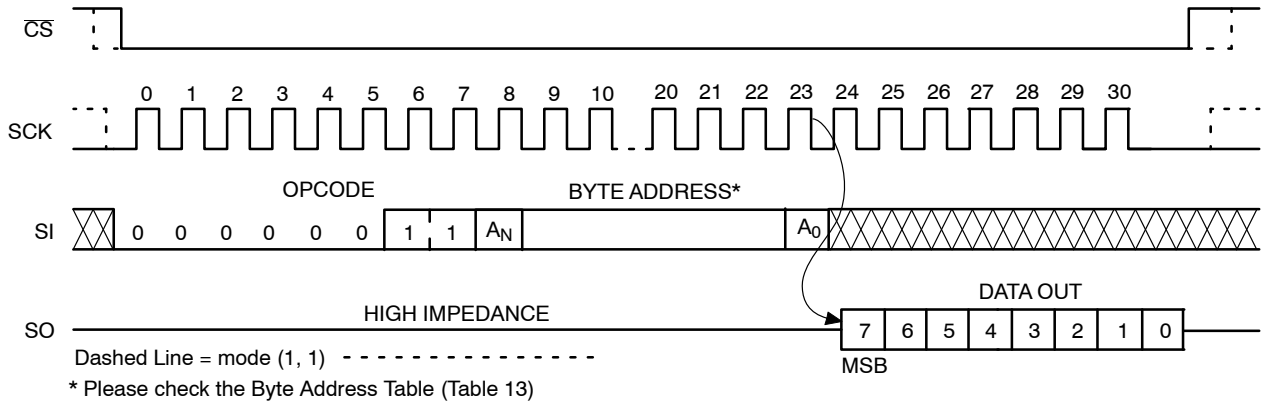 CS
0 1 2 3 4 5 6 7 8 9 10 20 21 22 23 24 25 26 27 28 29 30
SCK
OPCODE BYTE ADDRESS*
SI 0 0 0 0 0 0 1 1 AN A0
DATA OUT
HIGH IMPEDANCE
SO 7 6 5 4 3 2 1 0
Dashed Line = mode (1, 1)
MSB
* Please check the Byte Address Table (Table 13)